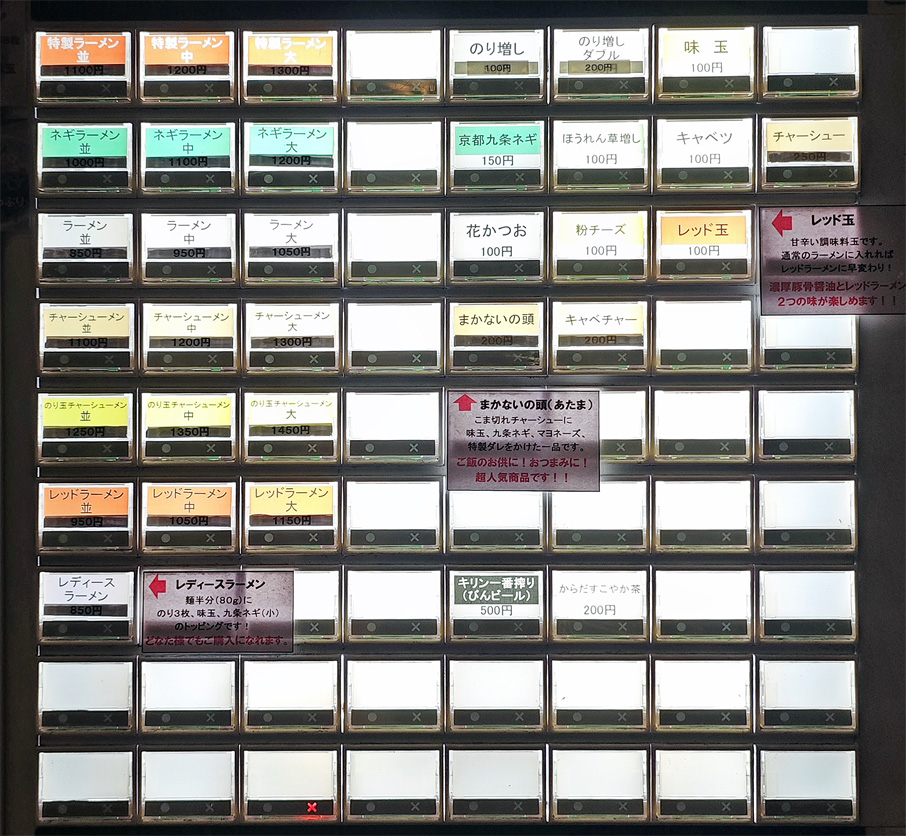 特製ラーメン
並
1100円
特製ラーメン
中
1200円
特製ラーメン
大
1300円
のり増し
100円
のり増し
ダブル
200円
味 玉
100円
ネギラーメン
並
1000円
ネギラーメン
中
1100円
ネギラーメン
大
1200円
京都九条ネギ
150円
ほうれん草増し
100円
キャベツ
100円
チャーシュー
250円
ラーメン
並
850円
ラーメン
中
950円
ラーメン
大
1050円
花かつお
100円
粉チーズ
100円
レッド玉
100円
レッド玉
甘辛い調味料玉です。
通常のラーメンに入れれば
レッドラーメンに早変わり!
濃厚豚骨醤油とレッドラーメン
2つの味が楽しめます!!
チャーシューメン
並
1100円
チャーシューメン
中
1200円
チャーシューメン
大
1300円
まかないの頭
200円
キャベチャー
200円
のり玉チャーシューメン
並
1250円
のり玉チャーシューメン
中
1350円
のり玉チャーシューメン
大
1450円
まかないの頭(あたま)
こま切れチャーシューに
味玉、九条ネギ、マヨネーズ、
特製ダレをかけた一品です。
ご飯のお供に!おつまみに!
超人気商品です!!
レッドラーメン
並
950円
レッドラーメン
中
1050円
レッドラーメン
大
1150円
レディース
ラーメン
850円
レディースラーメン
麺半分(80g)に
のり3枚、味玉、九条ネギ(小)
のトッピングです!
どなた様でもご購入になれます。
キリン一番搾り
(びんビール)
500円
からだすこやか茶
200円